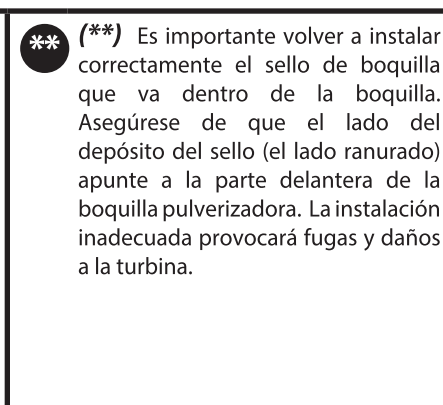 ** (**) Es importante volver a instalar
correctamente el sello de boquilla
que va dentro de la boquilla.
Asegúrese de que el lado del
depósito del sello (el lado ranurado)
apunte a la parte delantera de la
boquilla pulverizadora. La instalación
inadecuada provocará fugas y daños
a la turbina.